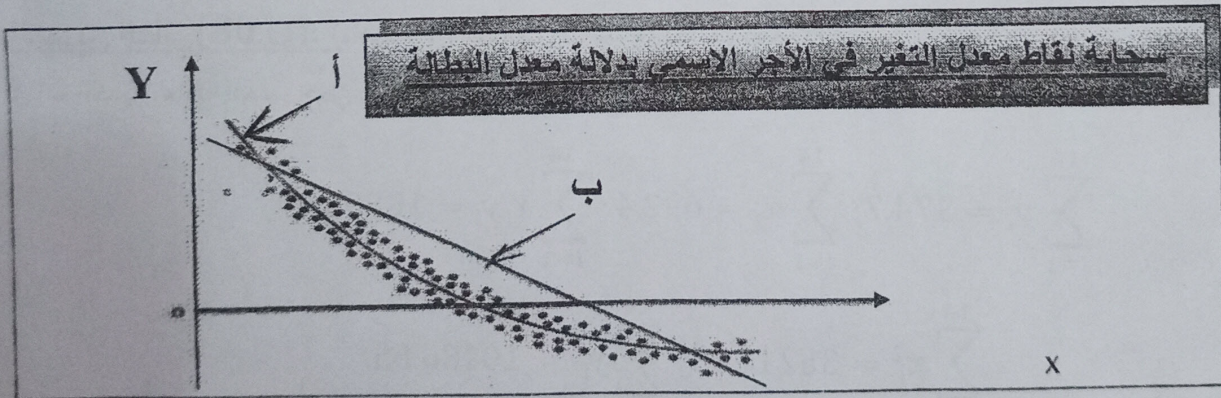 سحابة نقاط معدل التغير في الأجر الاسمي بدلالة معدل البطالة
Y
أ
ب
o
x